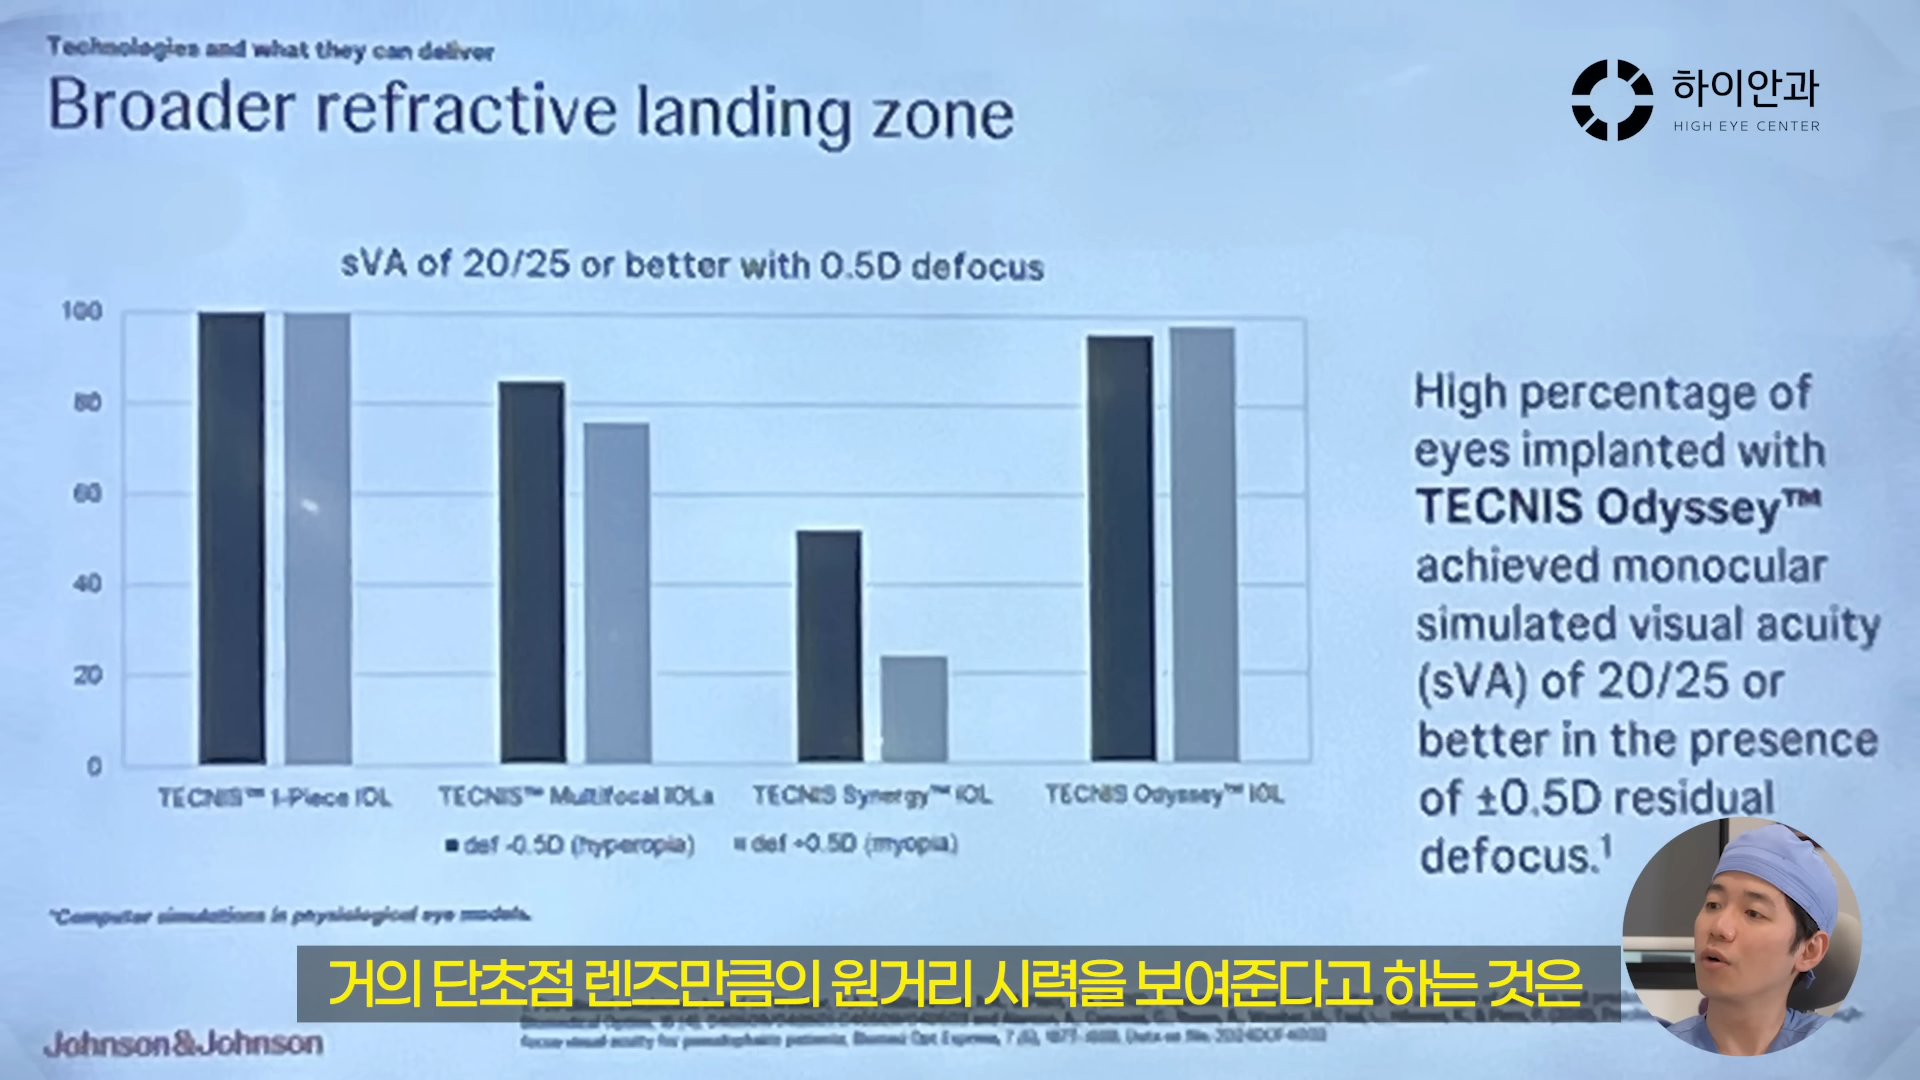 Technologies and what they can deliver
Broader refractive landing zone
하이안과
HIGH EYE CENTER
sVA of 20/25 or better with 0.5D defocus
100
80
60
40
20
0
TECNIS™ 1-Piece IOL
TECNIS™ Multifocal IOLs
TECNIS Synergy™ IOL
TECNIS Odyssey™ IOL
def -0.5D (hyperopia)
def +0.5D (myopia)
High percentage of
eyes implanted with
TECNIS Odyssey™
achieved monocular
simulated visual acuity
(sVA) of 20/25 or
better in the presence
of ±0.5D residual
defocus.¹
*Computer simulations in physiological eye models.
거의 단초점 렌즈만큼의 원거리 시력을 보여준다고 하는 것은
Johnson&Johnson